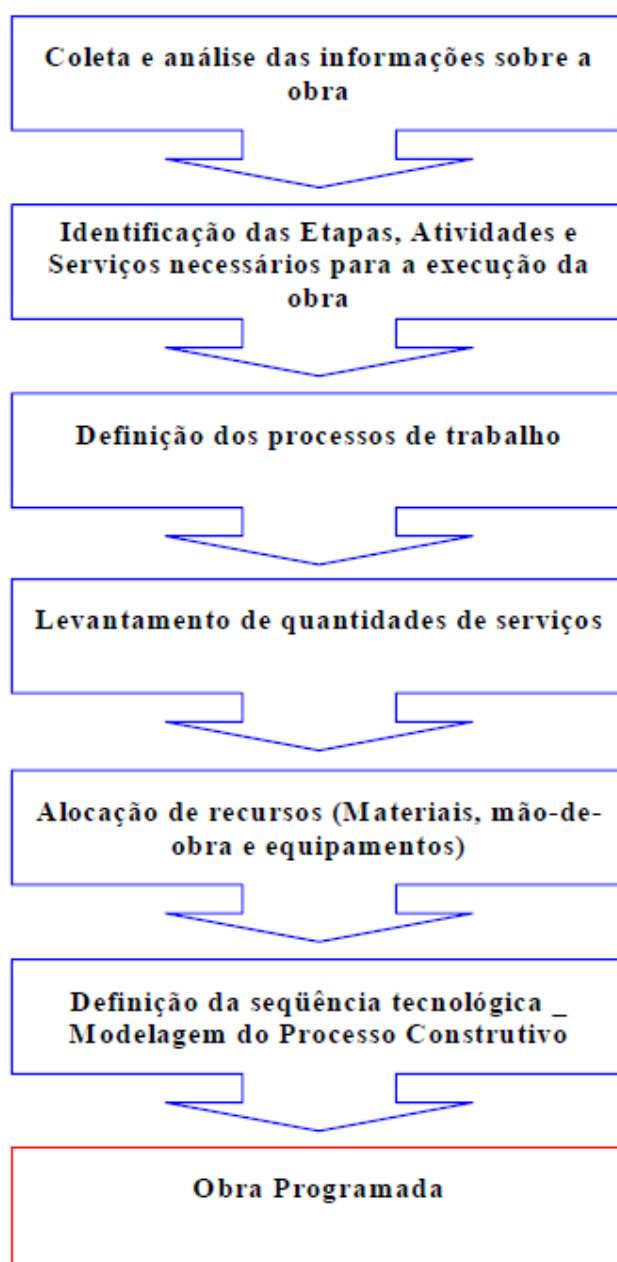 Coleta e análise das informações sobre a
obra
Identificação das Etapas, Atividades e
Serviços necessários para a execução da
obra
Definição dos processos de trabalho
Levantamento de quantidades de serviços
Alocação de recursos (Materiais, mão-de-
obra e equipamentos)
Definição da seqüência tecnológica _
Modelagem do Processo Construtivo
Obra Programada